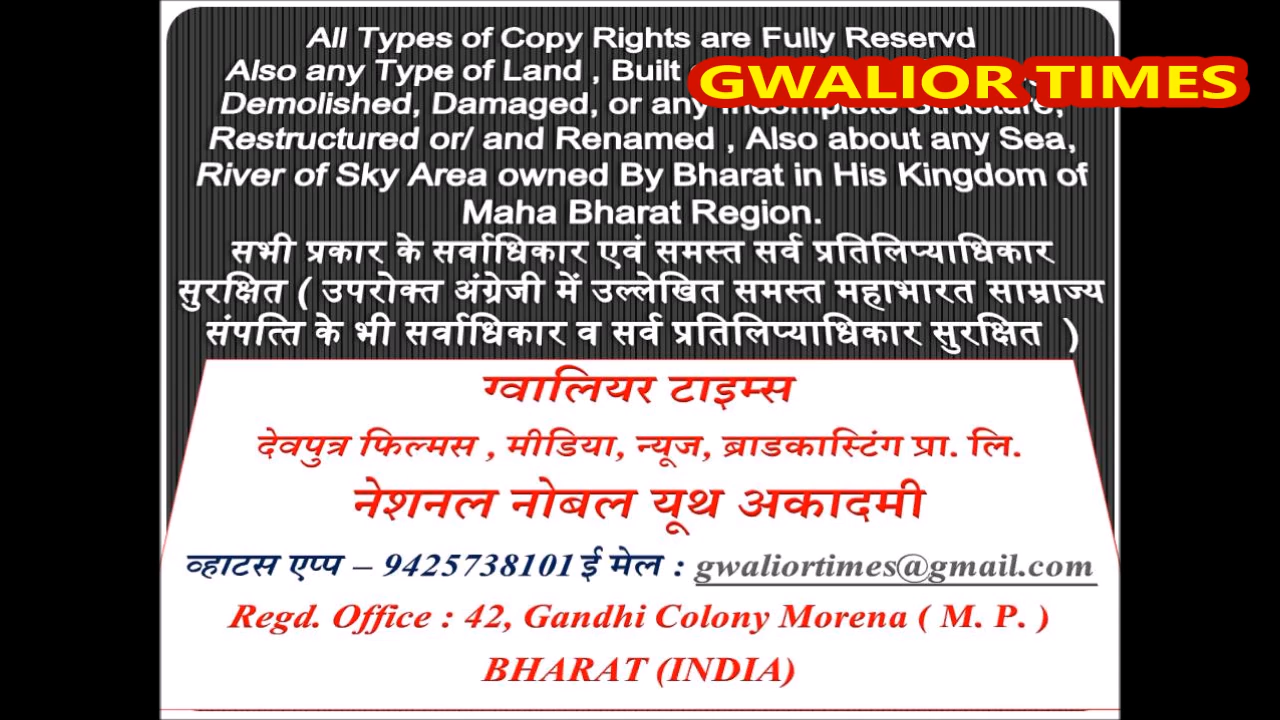 All Types of Copy Rights are Fully Reservd
GWALIOR TIMES
Also any Type of Land , Built
Demolished, Damaged, or any Incomplete Structure,
Restructured or/ and Renamed , Also about any Sea,
River of Sky Area owned By Bharat in His Kingdom of
Maha Bharat Region.
सभी प्रकार के सर्वाधिकार एवं समस्त सर्व प्रतिलिप्याधिकार
सुरक्षित ( उपरोक्त अंग्रेजी में उल्लेखित समस्त महाभारत साम्राज्य
संपत्ति के भी सर्वाधिकार व सर्व प्रतिलिप्याधिकार सुरक्षित )
ग्वालियर टाइम्स
देवपुत्र फिल्मस , मीडिया, न्यूज, ब्राडकास्टिंग प्रा. लि.
नेशनल नोबल यूथ अकादमी
व्हाटस एप्प – 9425738101 ई मेल : gwaliortimes@gmail.com
Regd. Office : 42, Gandhi Colony Morena ( M. P. )
BHARAT (INDIA)